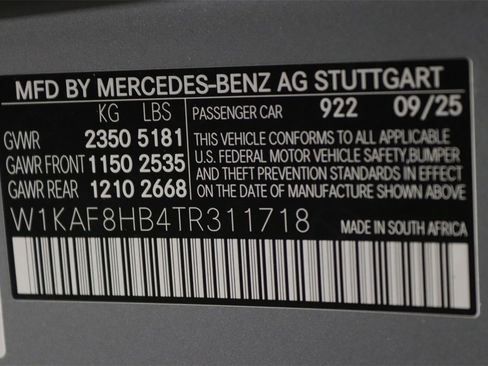 MFD BY MERCEDES-BENZ AG STUTTGART
KG LBS PASSENGER CAR 922 09/25
GVWR 2350 5181 THIS VEHICLE CONFORMS TO ALL APPLICABLE
GAWR FRONT 1150 2535 U.S. FEDERAL MOTOR VEHICLE SAFETY, BUMPER
GAWR REAR 1210 2668 AND THEFT PREVENTION STANDARDS IN EFFECT
ON THE DATE OF MANUFACTURE SHOWN ABOVE.
W1KAF8HB4TR311718 MADE IN SOUTH AFRICA